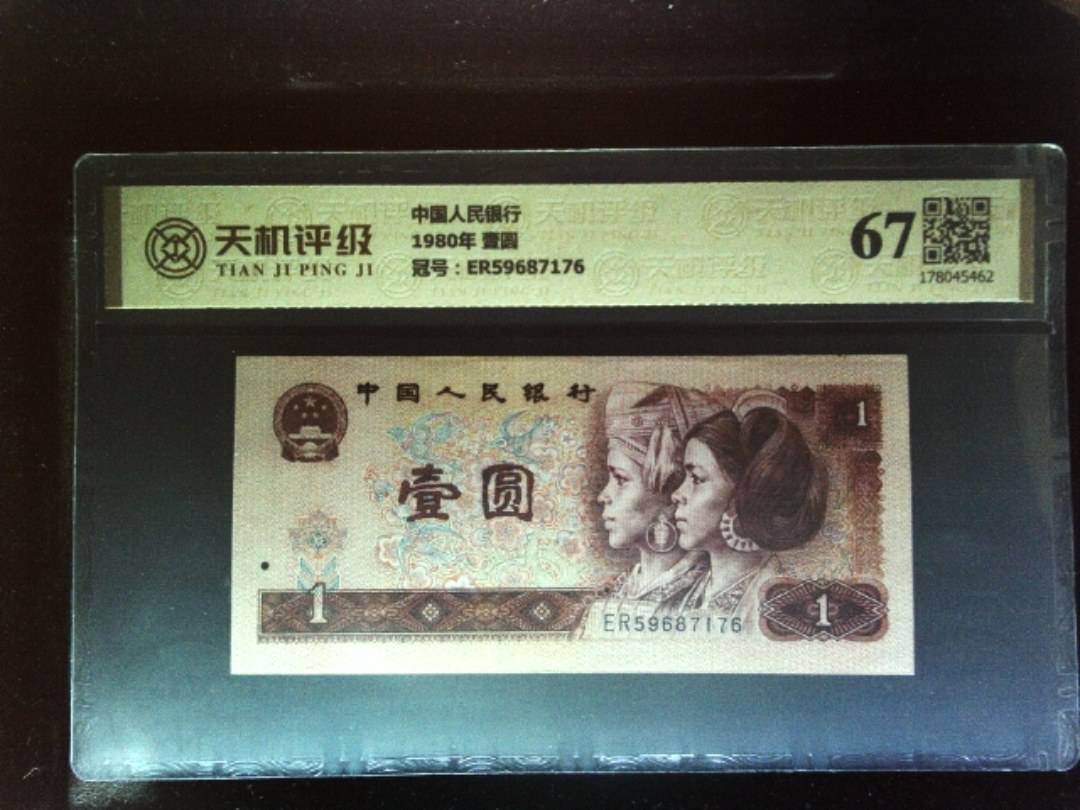 天机评级
TIAN JI PING JI
中国人民银行
1980年 壹圆
冠号：ER59687176
67
178045462
中国人民银行
1
壹圆
1
ER59687176
1